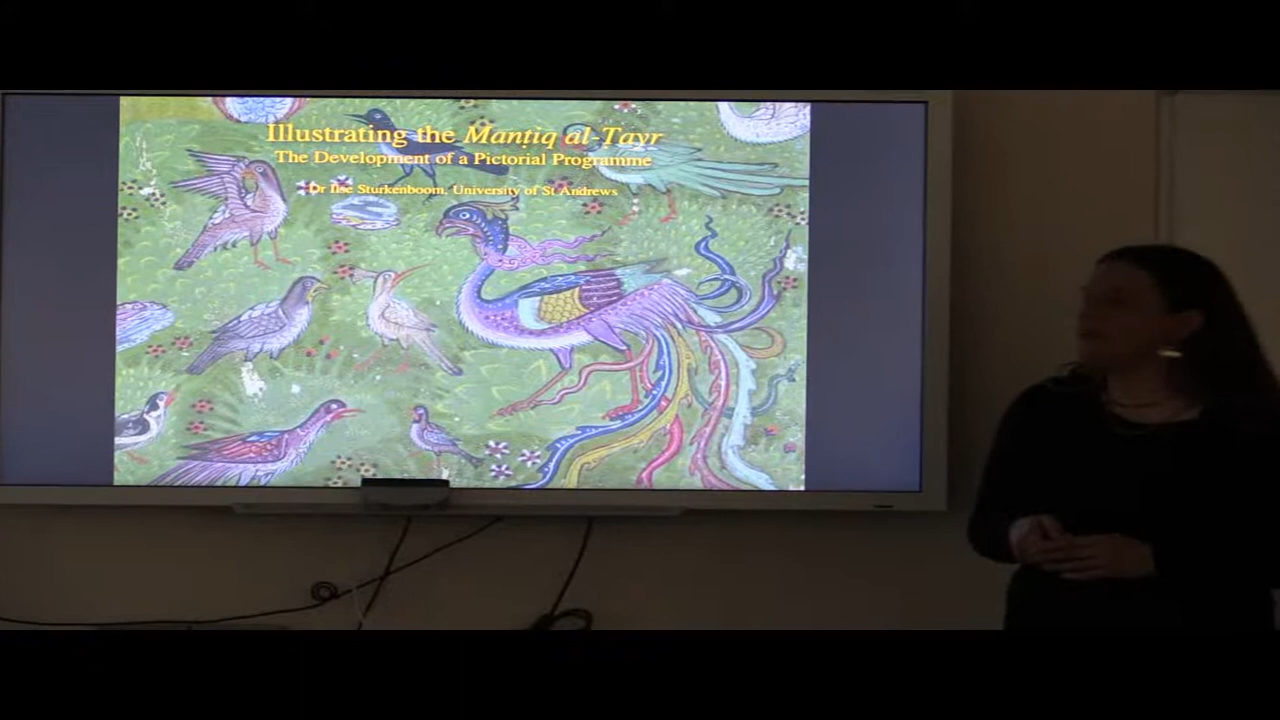 Illustrating the Manṭiq al-Ṭayr
The Development of a Pictorial Programme
Dr Ilse Sturkenboom, University of St Andrews